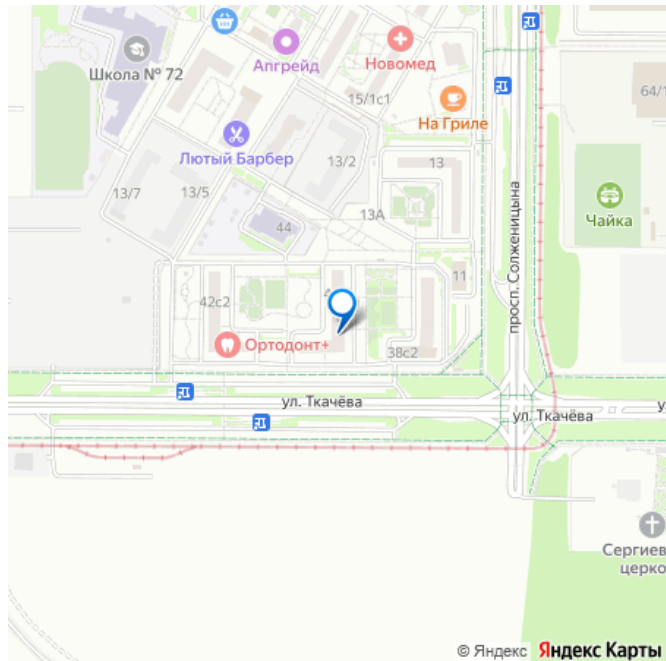 Школа № 72
Апгрейд
Новомед
15/1с1
64/1
На Гриле
Лютый Барбер
13/2
13
13/7
13/5
13А
44
Чайка
просп. Солженицына
11
42с2
4
Ортодонт+
38с2
ул. Ткачёва
ул. Ткачёва
Сергиев
церко
© Яндекс Яндекс Карты